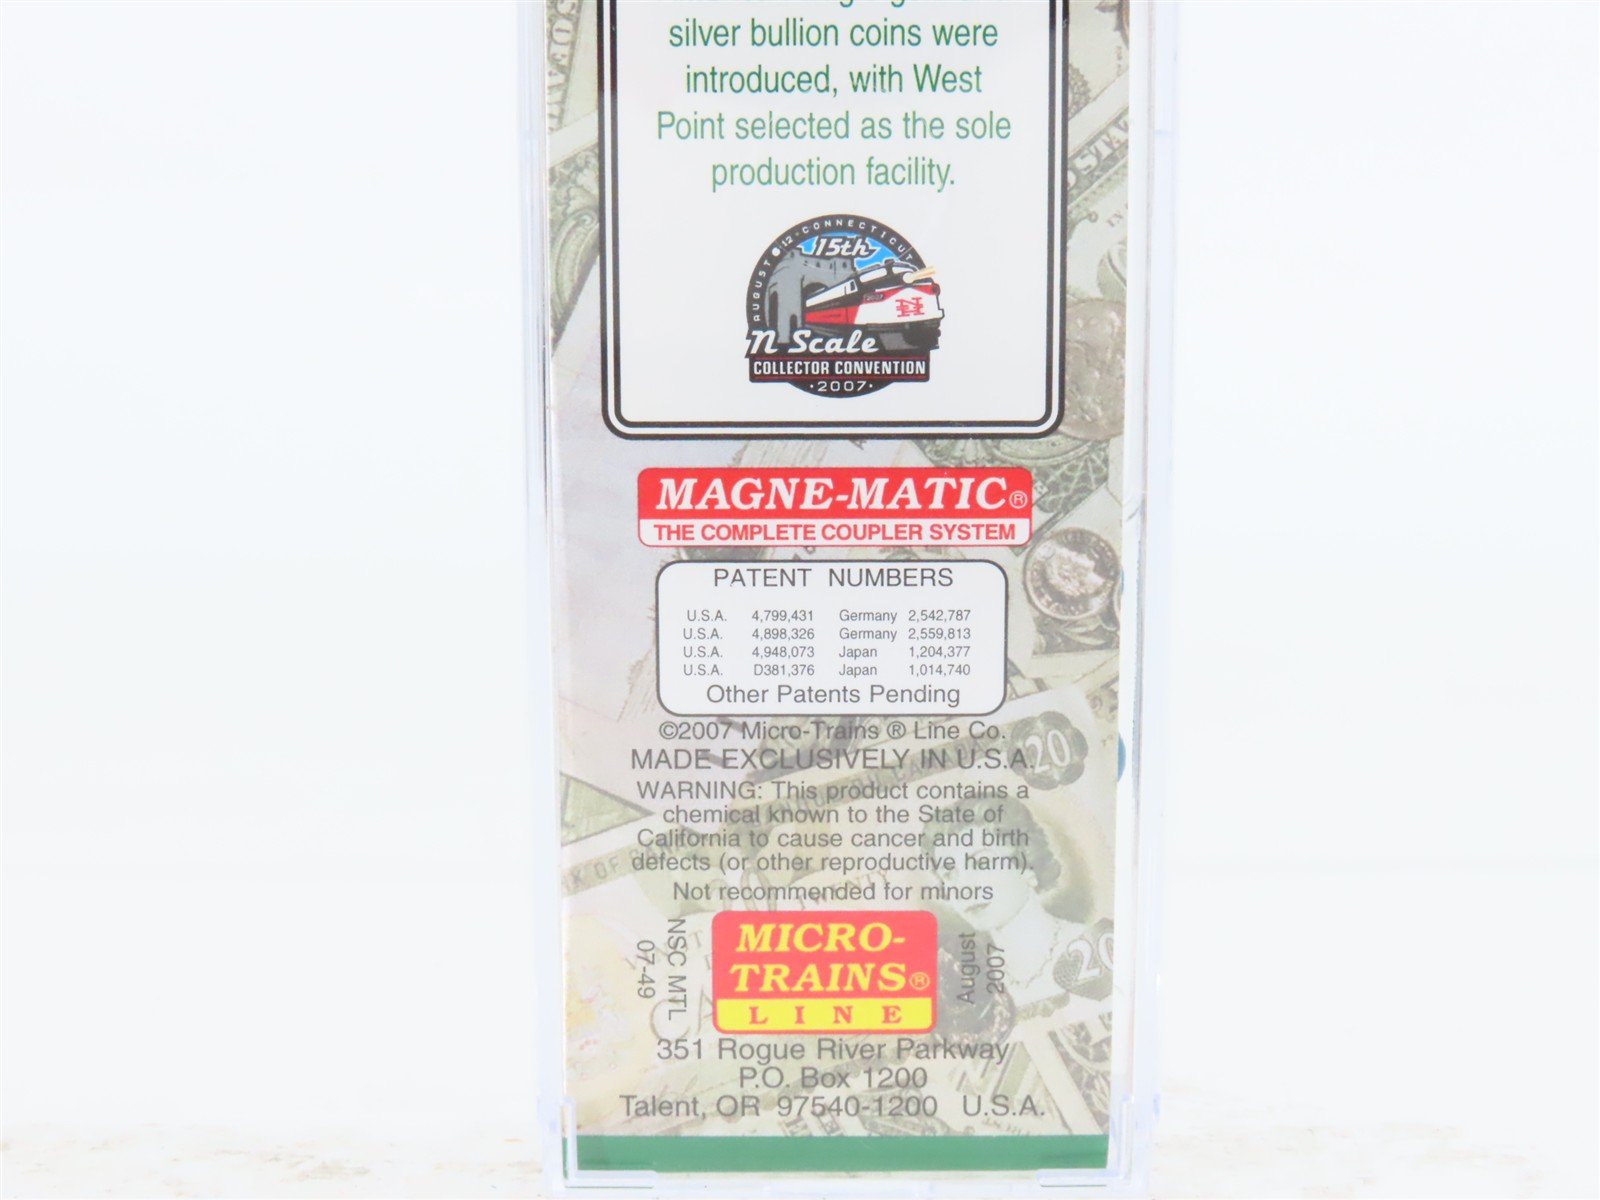 silver bullion coins were
introduced, with West
Point selected as the sole
production facility.
AUGUST 8-12 · CONNECTICUT
15th
N Scale
COLLECTOR CONVENTION
· 2007 ·
MAGNE-MATIC®
THE COMPLETE COUPLER SYSTEM
PATENT NUMBERS
U.S.A. 4,799,431 Germany 2,542,787
U.S.A. 4,898,326 Germany 2,559,813
U.S.A. 4,948,073 Japan 1,204,377
U.S.A. D381,376 Japan 1,014,740
Other Patents Pending
©2007 Micro-Trains ® Line Co.
MADE EXCLUSIVELY IN U.S.A.
WARNING: This product contains a
chemical known to the State of
California to cause cancer and birth
defects (or other reproductive harm).
Not recommended for minors
NSC MTL
07-49
MICRO-
TRAINS®
LINE
August
2007
351 Rogue River Parkway
P.O. Box 1200
Talent, OR 97540-1200 U.S.A.
20
20